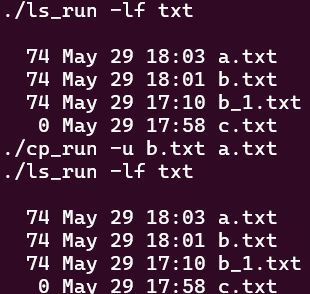 ./ls_run -lf txt
74 May 29 18:03 a.txt
74 May 29 18:01 b.txt
74 May 29 17:10 b_1.txt
0 May 29 17:58 c.txt
./cp_run -u b.txt a.txt
./ls_run -lf txt
74 May 29 18:03 a.txt
74 May 29 18:01 b.txt
74 May 29 17:10 b_1.txt
0 May 29 17:58 c.txt